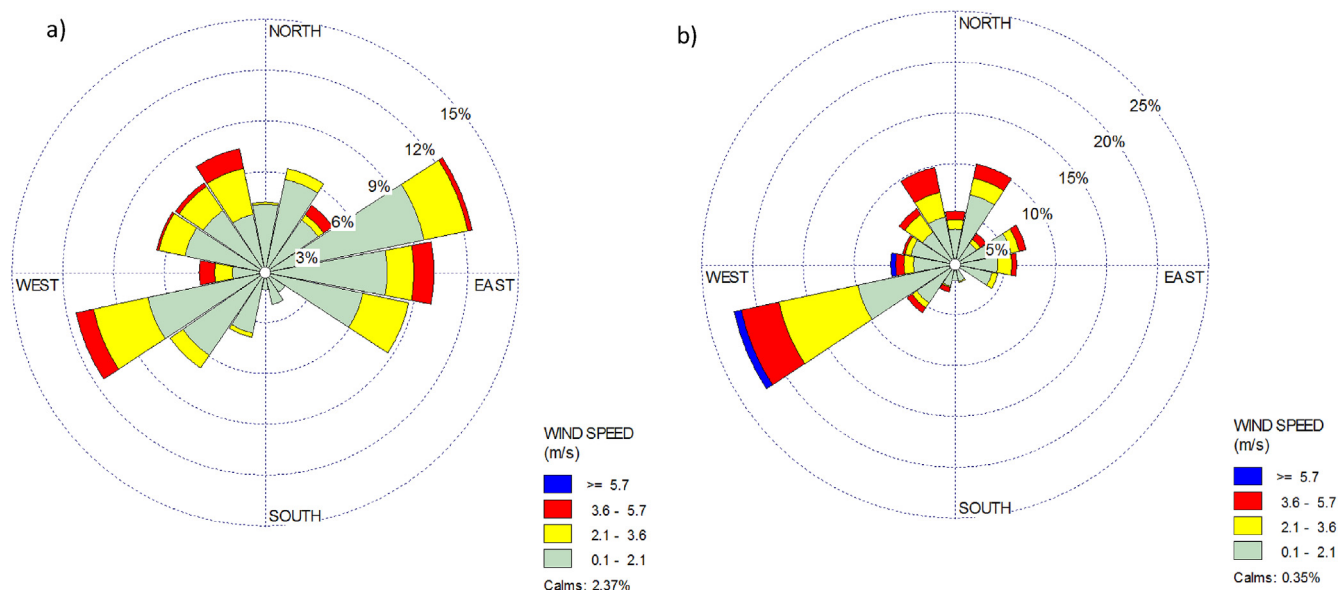 a)
NORTH
15%
12%
9%
6%
3%
WEST
EAST
SOUTH
WIND SPEED
(m/s)
>= 5.7
3.6 - 5.7
2.1 - 3.6
0.1 - 2.1
Calms: 2.37%
b)
NORTH
25%
20%
15%
10%
5%
WEST
EAST
SOUTH
WIND SPEED
(m/s)
>= 5.7
3.6 - 5.7
2.1 - 3.6
0.1 - 2.1
Calms: 0.35%